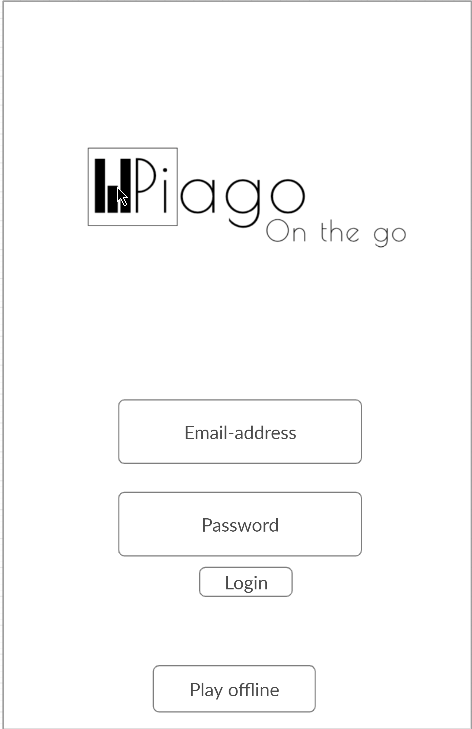 Piago
On the go
Email-address
Password
Login
Play offline